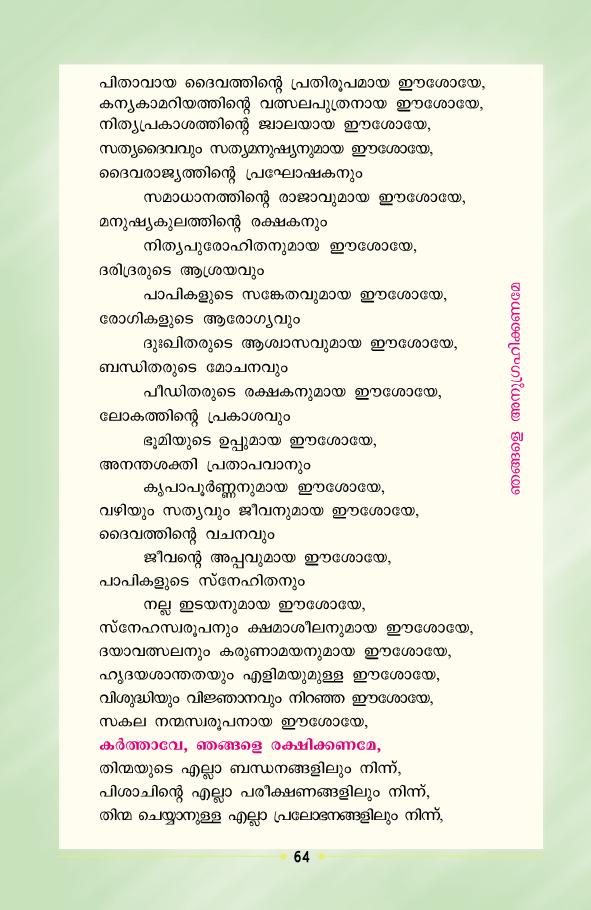 പിതാവായ ദൈവത്തിന്റെ പ്രതിരൂപമായ ഈശോയേ,
കന്യകാമറിയത്തിന്റെ വത്സലപുത്രനായ ഈശോയേ,
നിത്യപ്രകാശത്തിന്റെ ജ്വാലയായ ഈശോയേ,
സത്യദൈവവും സത്യമനുഷ്യനുമായ ഈശോയേ,
ദൈവരാജ്യത്തിന്റെ പ്രഘോഷകനും
സമാധാനത്തിന്റെ രാജാവുമായ ഈശോയേ,
മനുഷ്യകുലത്തിന്റെ രക്ഷകനും
നിത്യപുരോഹിതനുമായ ഈശോയേ,
ദരിദ്രരുടെ ആശ്രയവും
പാപികളുടെ സങ്കേതവുമായ ഈശോയേ,
രോഗികളുടെ ആരോഗ്യവും
ദുഃഖിതരുടെ ആശ്വാസവുമായ ഈശോയേ,
ബന്ധിതരുടെ മോചനവും
പീഡിതരുടെ രക്ഷകനുമായ ഈശോയേ,
ലോകത്തിന്റെ പ്രകാശവും
ഭൂമിയുടെ ഉപ്പുമായ ഈശോയേ,
അനന്തശക്തി പ്രതാപവാനും
കൃപാപൂർണ്ണനുമായ ഈശോയേ,
വഴിയും സത്യവും ജീവനുമായ ഈശോയേ,
ദൈവത്തിന്റെ വചനവും
ജീവന്റെ അപ്പവുമായ ഈശോയേ,
പാപികളുടെ സ്നേഹിതനും
നല്ല ഇടയനുമായ ഈശോയേ,
സ്നേഹസ്വരൂപനും ക്ഷമാശീലനുമായ ഈശോയേ,
ദയാവത്സലനും കരുണാമയനുമായ ഈശോയേ,
ഹൃദയശാന്തതയും എളിമയുമുള്ള ഈശോയേ,
വിശുദ്ധിയും വിജ്ഞാനവും നിറഞ്ഞ ഈശോയേ,
സകല നന്മസ്വരൂപനായ ഈശോയേ,
ഞങ്ങളെ അനുഗ്രഹിക്കണമേ
കർത്താവേ, ഞങ്ങളെ രക്ഷിക്കണമേ,
തിന്മയുടെ എല്ലാ ബന്ധനങ്ങളിലും നിന്ന്,
പിശാചിന്റെ എല്ലാ പരീക്ഷണങ്ങളിലും നിന്ന്,
തിന്മ ചെയ്യാനുള്ള എല്ലാ പ്രലോഭനങ്ങളിലും നിന്ന്,
64